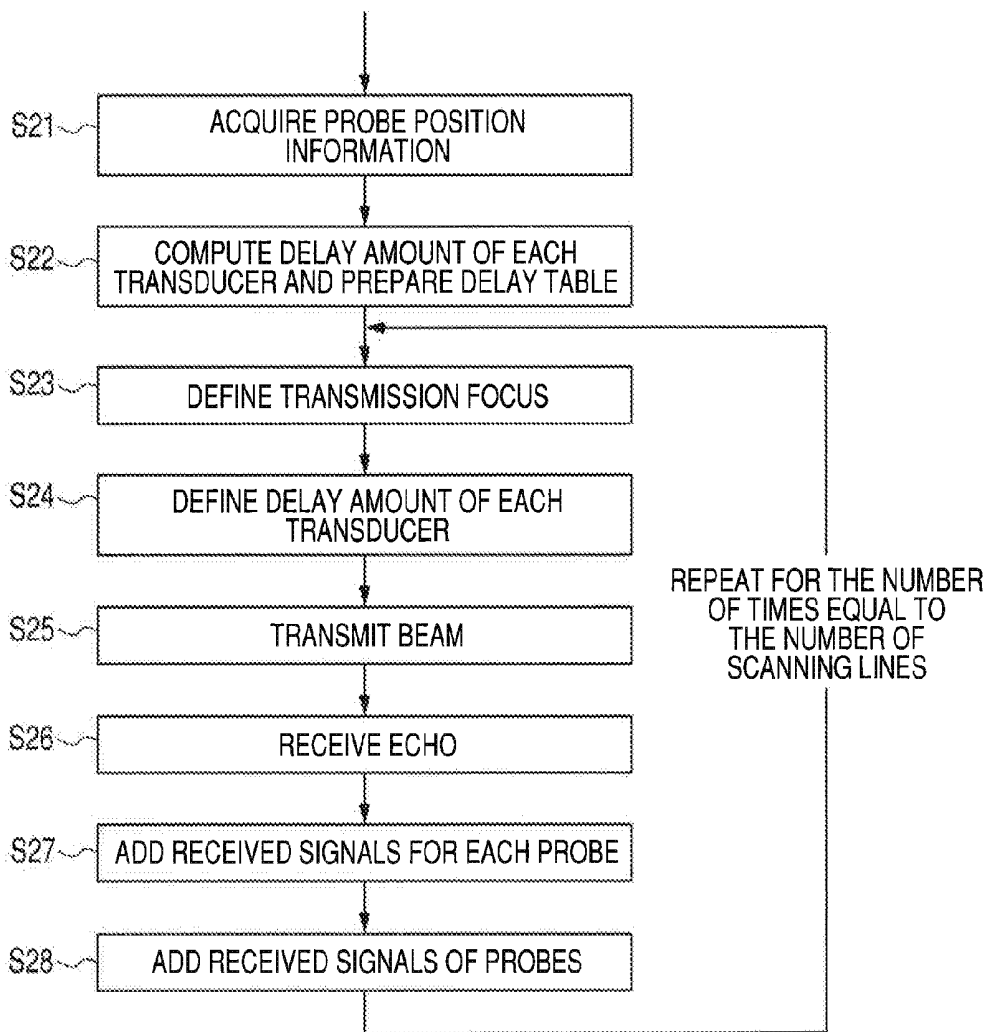 S21
ACQUIRE PROBE POSITION
INFORMATION
S22
COMPUTE DELAY AMOUNT OF EACH
TRANSDUCER AND PREPARE DELAY TABLE
S23
DEFINE TRANSMISSION FOCUS
S24
DEFINE DELAY AMOUNT OF EACH
TRANSDUCER
S25
TRANSMIT BEAM
S26
RECEIVE ECHO
S27
ADD RECEIVED SIGNALS FOR EACH PROBE
S28
ADD RECEIVED SIGNALS OF PROBES
REPEAT FOR THE NUMBER
OF TIMES EQUAL TO
THE NUMBER OF
SCANNING LINES